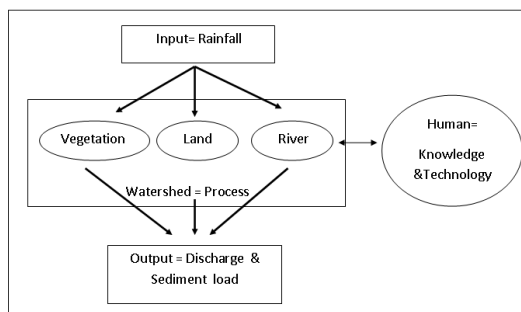 Input= Rainfall
Vegetation
Land
River
Human=
Knowledge
&Technology
Watershed = Process
Output = Discharge &
Sediment load